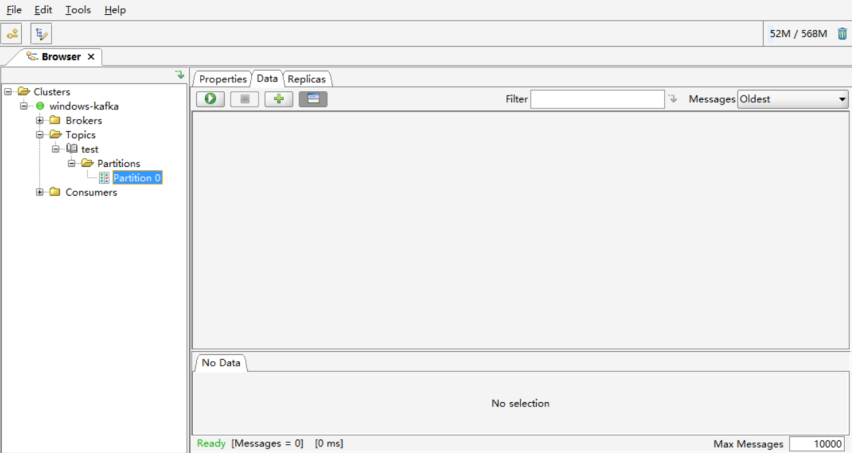 File Edit Tools Help
52M / 568M
Browser
Properties Data Replicas
Clusters
windows-kafka
Brokers
Topics
test
Partitions
Partition 0
Consumers
Filter Messages Oldest
No Data
No selection
Ready [Messages = 0] [0 ms] Max Messages 10000